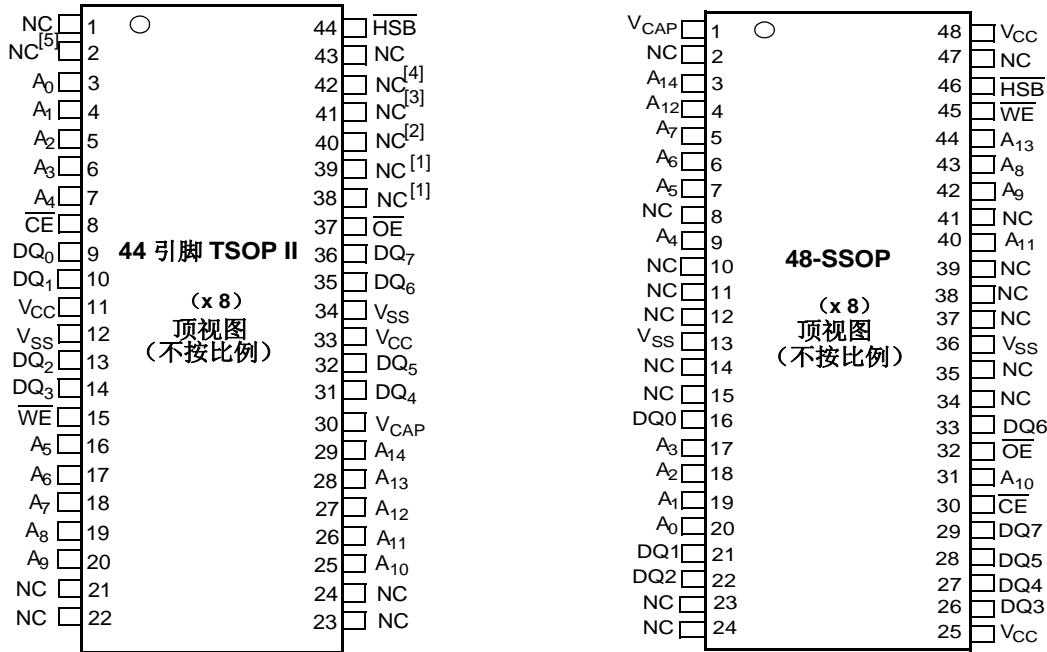 NC 1
NC[5] 2
A0 3
A1 4
A2 5
A3 6
A4 7
CE 8
DQ0 9
DQ1 10
VCC 11
VSS 12
DQ2 13
DQ3 14
WE 15
A5 16
A6 17
A7 18
A8 19
A9 20
NC 21
NC 22
44 引脚 TSOP II
(x 8)
顶视图
(不按比例)
44 HSB
43 NC
42 NC[4]
41 NC[3]
40 NC[2]
39 NC[1]
38 NC[1]
37 OE
36 DQ7
35 DQ6
34 VSS
33 VCC
32 DQ5
31 DQ4
30 VCAP
29 A14
28 A13
27 A12
26 A11
25 A10
24 NC
23 NC
VCAP 1
NC 2
A14 3
A12 4
A7 5
A6 6
A5 7
NC 8
A4 9
NC 10
NC 11
NC 12
VSS 13
NC 14
NC 15
DQ0 16
A3 17
A2 18
A1 19
A0 20
DQ1 21
DQ2 22
NC 23
NC 24
48-SSOP
(x 8)
顶视图
(不按比例)
48 VCC
47 NC
46 HSB
45 WE
44 A13
43 A8
42 A9
41 NC
40 A11
39 NC
38 NC
37 NC
36 VSS
35 NC
34 NC
33 DQ6
32 OE
31 A10
30 CE
29 DQ7
28 DQ5
27 DQ4
26 DQ3
25 VCC